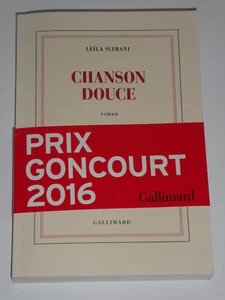 LEÏLA SLIMANI
CHANSON
DOUCE
roman
PRIX
GONCOURT
2016 Gallimard
GALLIMARD